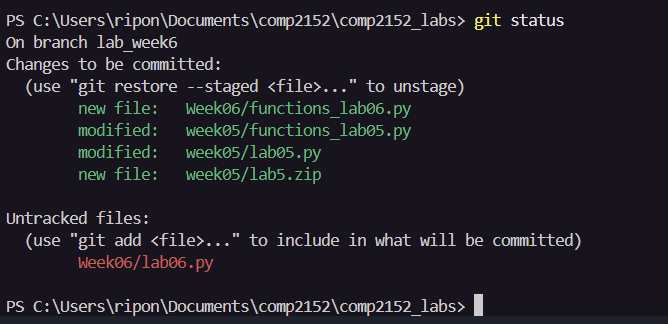 PS C:\Users\ripon\Documents\comp2152\comp2152_labs> git status
On branch lab_week6
Changes to be committed:
  (use "git restore --staged <file>..." to unstage)
        new file:   Week06/functions_lab06.py
        modified:   week05/functions_lab05.py
        modified:   week05/lab05.py
        new file:   week05/lab5.zip

Untracked files:
  (use "git add <file>..." to include in what will be committed)
        Week06/lab06.py

PS C:\Users\ripon\Documents\comp2152\comp2152_labs>